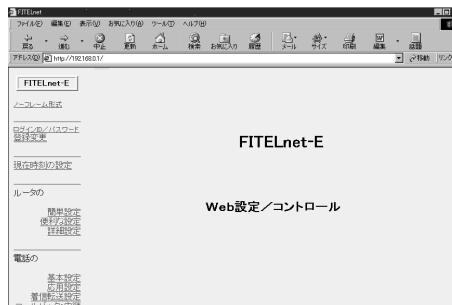 FITELnet
ファイル(F) 編集(E) 表示(V) お気に入り(A) ツール(T) ヘルプ(H)
戻る 進む 中止 更新 ホーム 検索 お気に入り 履歴 メール サイズ 印刷 編集 話題
アドレス(D) http://192.168.0.1/ 移動 リンク
FITELnet-E
ノーフレーム形式
ログインID／パスワード
登録変更
現在時刻の設定
ルータの
簡単設定
便利な設定
詳細設定
電話の
基本設定
応用設定
着信転送設定
FITELnet-E
Web設定／コントロール